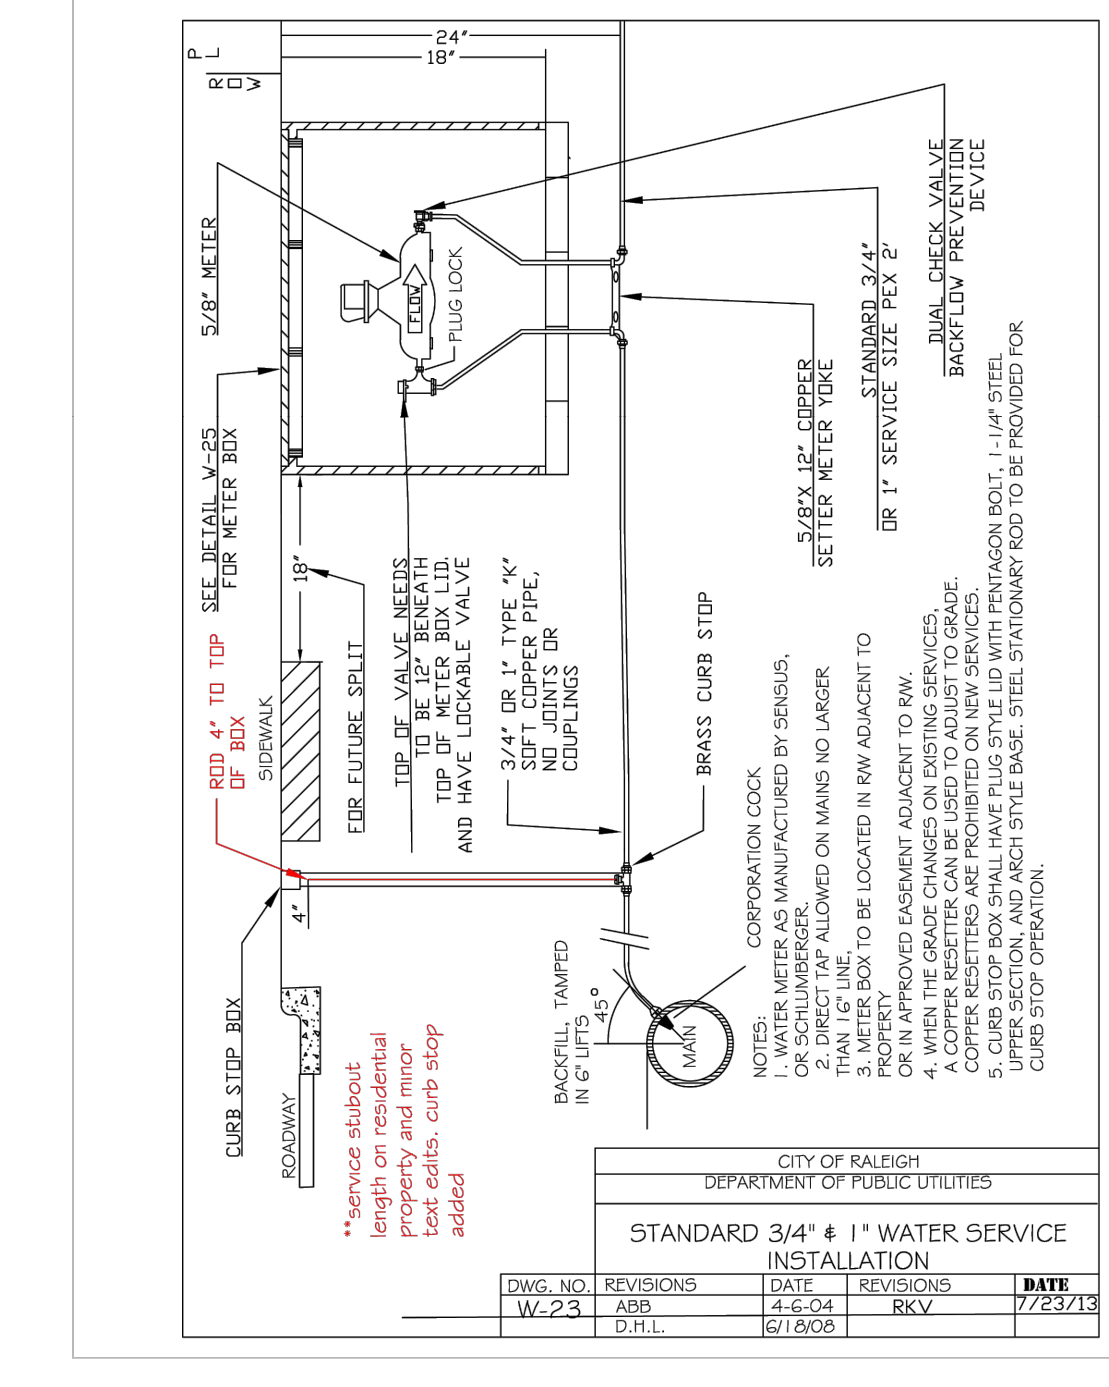 P
L
ROW
24"
18"
5/8" METER
SEE DETAIL W-25
FOR METER BOX
ROD 4" TO TOP
OF BOX
SIDEWALK
18"
FOR FUTURE SPLIT
TOP OF VALVE NEEDS
TO BE 12" BENEATH
TOP OF METER BOX LID.
AND HAVE LOCKABLE VALVE
FLOW
PLUG LOCK
3/4" OR 1" TYPE "K"
SOFT COPPER PIPE,
NO JOINTS OR
COUPLINGS
BRASS CURB STOP
5/8"X 12" COPPER
SETTER METER YOKE
STANDARD 3/4"
OR 1" SERVICE SIZE PEX 2'
DUAL CHECK VALVE
BACKFLOW PREVENTION
DEVICE
4"
CURB STOP BOX
ROADWAY
**service stubout
length on residential
property and minor
text edits. curb stop
added
BACKFILL, TAMPED
IN 6" LIFTS
45°
MAIN
CORPORATION COCK
NOTES:
1. WATER METER AS MANUFACTURED BY SENSUS,
OR SCHLUMBERGER.
2. DIRECT TAP ALLOWED ON MAINS NO LARGER
THAN 16" LINE,
3. METER BOX TO BE LOCATED IN R/W ADJACENT TO
PROPERTY
OR IN APPROVED EASEMENT ADJACENT TO R/W.
4. WHEN THE GRADE CHANGES ON EXISTING SERVICES,
A COPPER RESETTER CAN BE USED TO ADJUST TO GRADE.
COPPER RESETTERS ARE PROHIBITED ON NEW SERVICES.
5. CURB STOP BOX SHALL HAVE PLUG STYLE LID WITH PENTAGON BOLT, 1-1/4" STEEL
UPPER SECTION, AND ARCH STYLE BASE. STEEL STATIONARY ROD TO BE PROVIDED FOR
CURB STOP OPERATION.
CITY OF RALEIGH
DEPARTMENT OF PUBLIC UTILITIES
STANDARD 3/4" & 1" WATER SERVICE
INSTALLATION
DWG. NO. REVISIONS DATE REVISIONS DATE
W-23 ABB 4-6-04 RKV 7/23/13
D.H.L. 6/18/08